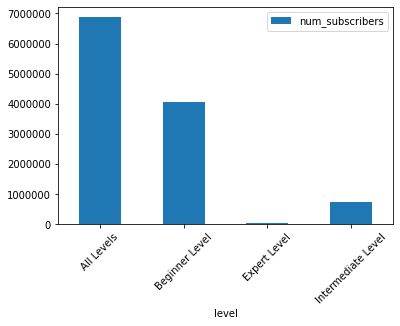 num_subscribers
7000000
6000000
5000000
4000000
3000000
2000000
1000000
0
All Levels
Beginner Level
Expert Level
Intermediate Level
level